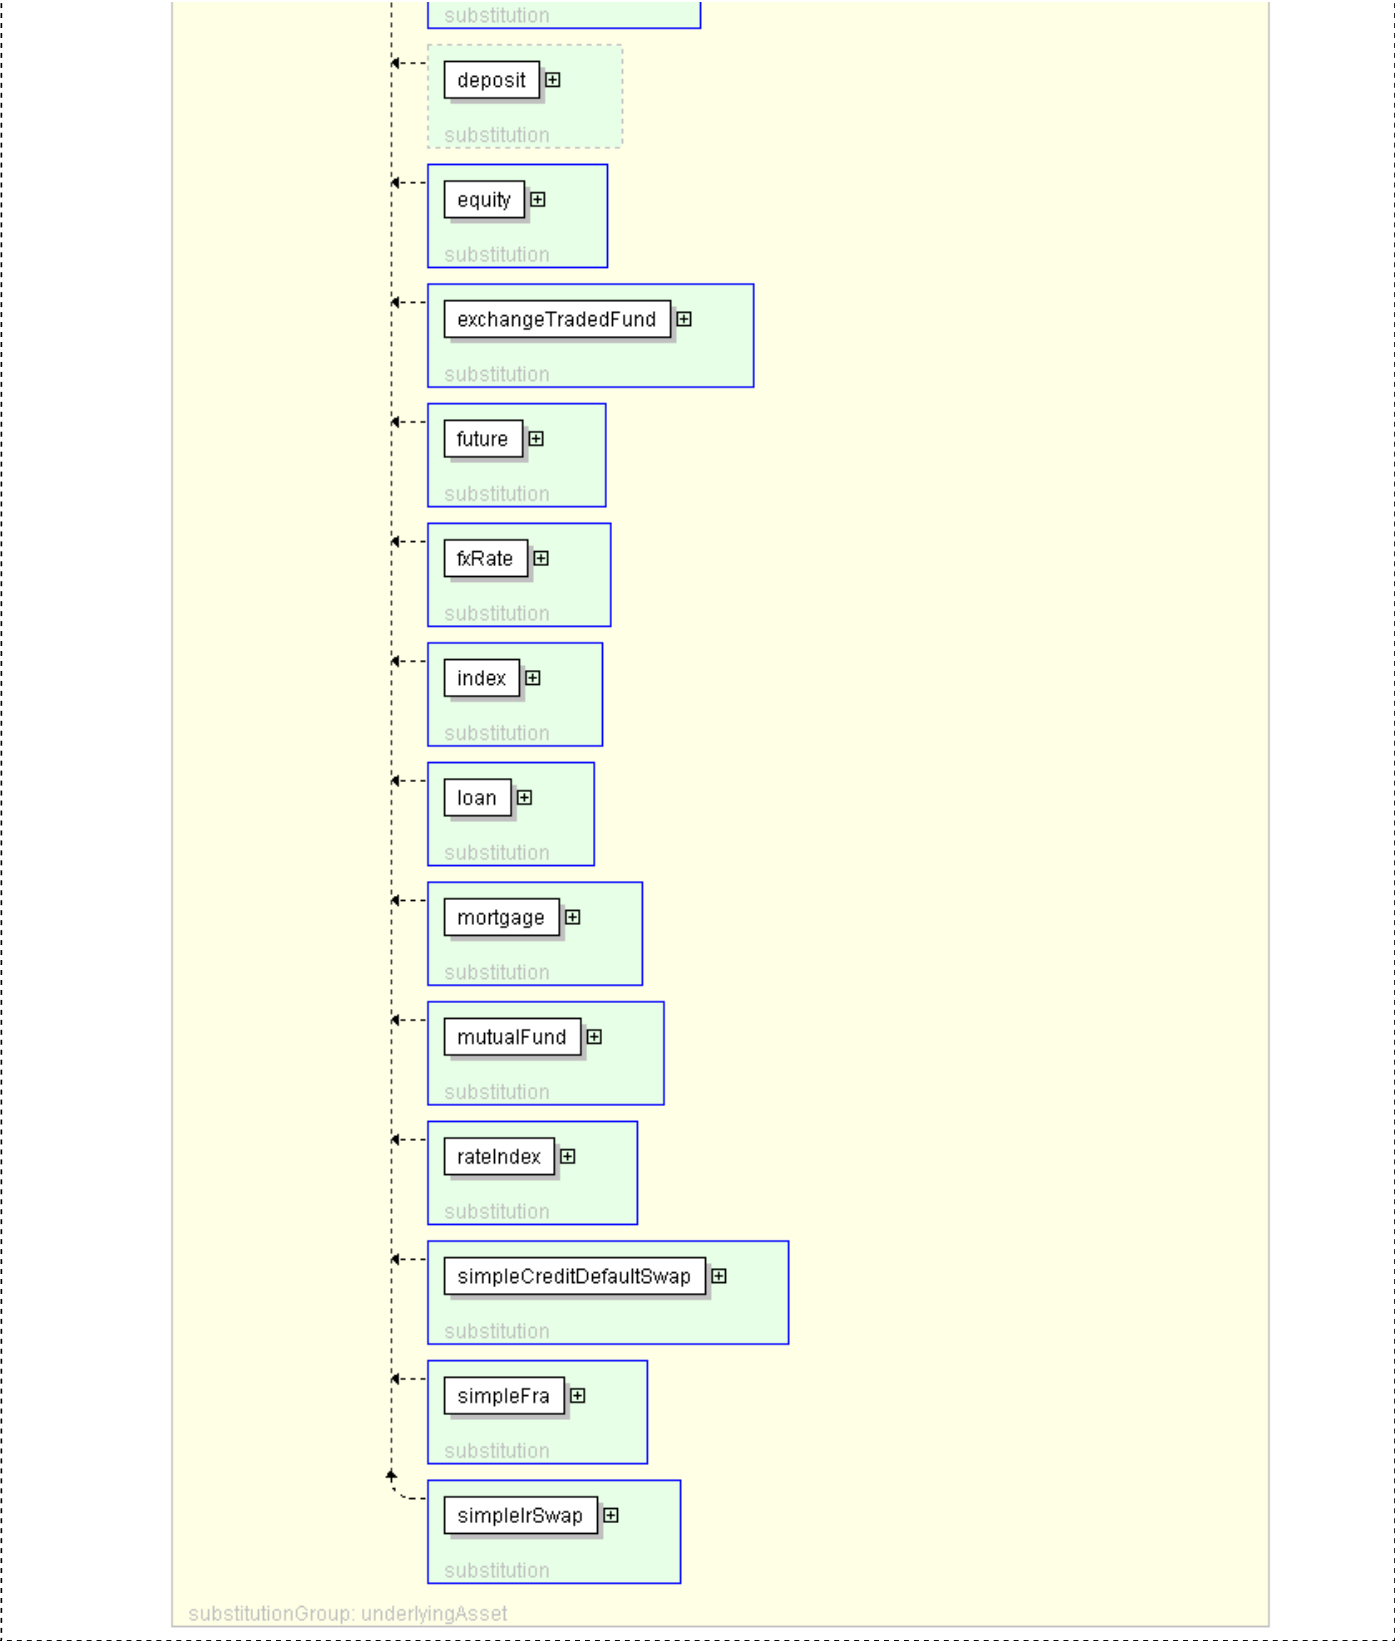 substitution
deposit
substitution
equity
substitution
exchangeTradedFund
substitution
future
substitution
fxRate
substitution
index
substitution
loan
substitution
mortgage
substitution
mutualFund
substitution
rateIndex
substitution
simpleCreditDefaultSwap
substitution
simpleFra
substitution
simpleIrSwap
substitution
substitutionGroup: underlyingAsset